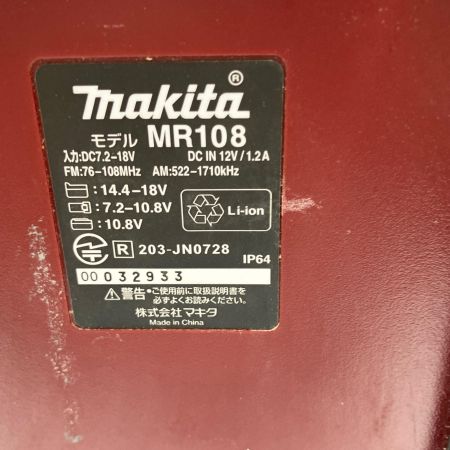 makita®
モデル MR108
入力:DC7.2-18V DC IN 12V/1.2A
FM:76-108MHz AM:522-1710kHz
:14.4-18V
:7.2-10.8V
:10.8V
Li-ion
R 203-JN0728
IP64
00 032933
警告 ●ご使用前に取扱説明書を
必ずよくお読みください。
株式会社マキタ
Made in China